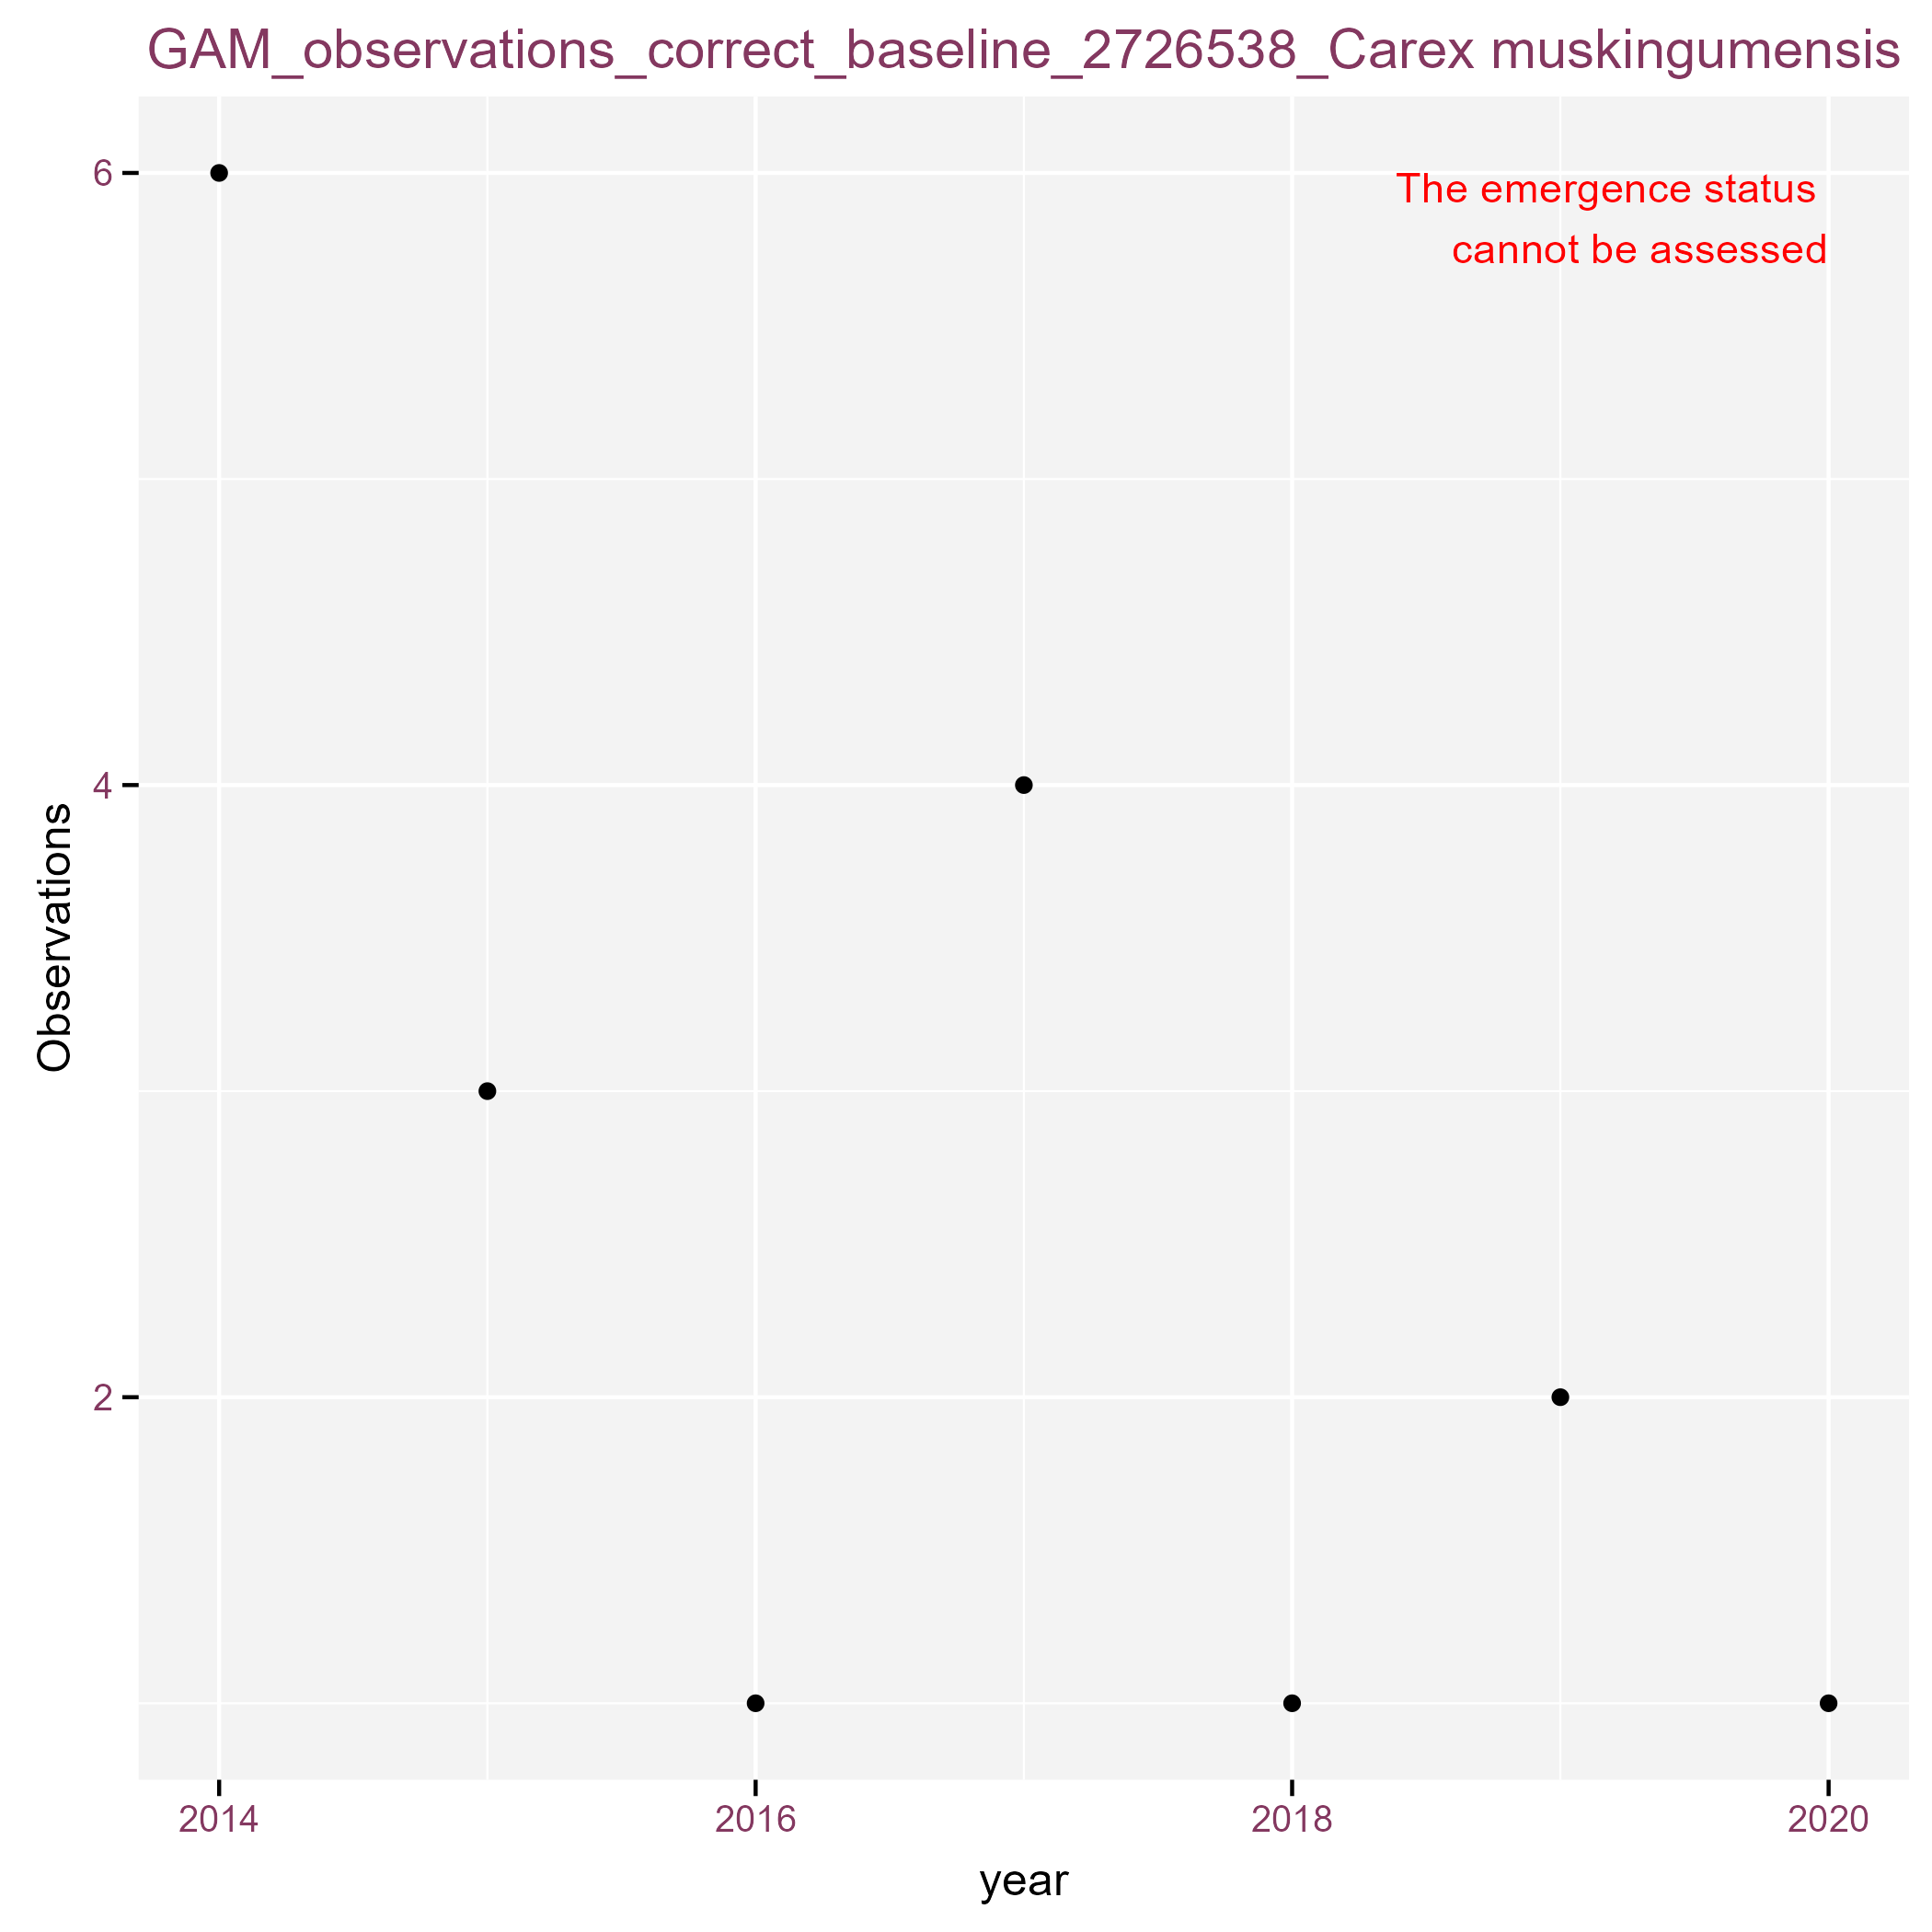 GAM_observations_correct_baseline_2726538_Carex muskingumensis
The emergence status
cannot be assessed
6
4
2
Observations
2014 2016 2018 2020
year